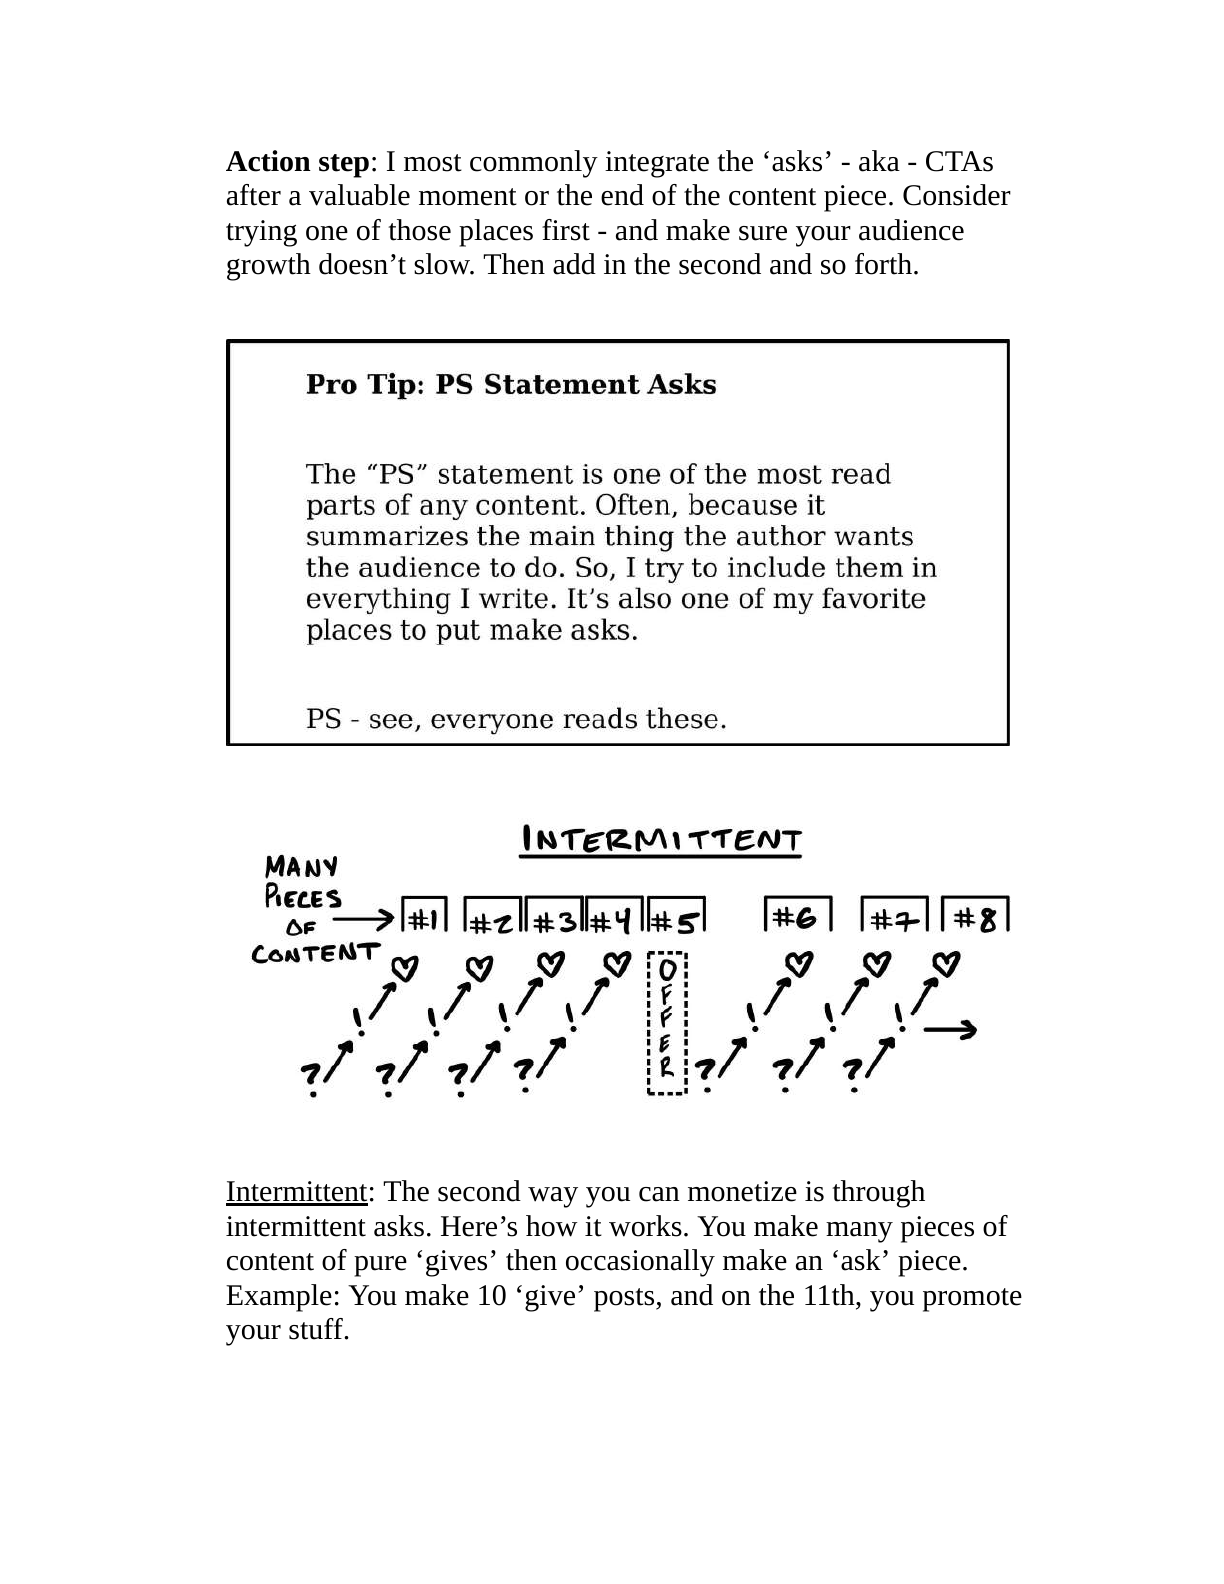 Action step: I most commonly integrate the ‘asks’ - aka - CTAs
after a valuable moment or the end of the content piece. Consider
trying one of those places first - and make sure your audience
growth doesn’t slow. Then add in the second and so forth.
Pro Tip: PS Statement Asks
The “PS” statement is one of the most read
parts of any content. Often, because it
summarizes the main thing the author wants
the audience to do. So, I try to include them in
everything I write. It’s also one of my favorite
places to put make asks.
PS - see, everyone reads these.
INTERMITTENT
MANY
PIECES
OF
CONTENT
#1 #2 #3 #4 #5 #6 #7 #8
OFFER
! ! ! ! ! ! !
? ? ? ? ? ? ?
Intermittent: The second way you can monetize is through
intermittent asks. Here’s how it works. You make many pieces of
content of pure ‘gives’ then occasionally make an ‘ask’ piece.
Example: You make 10 ‘give’ posts, and on the 11th, you promote
your stuff.